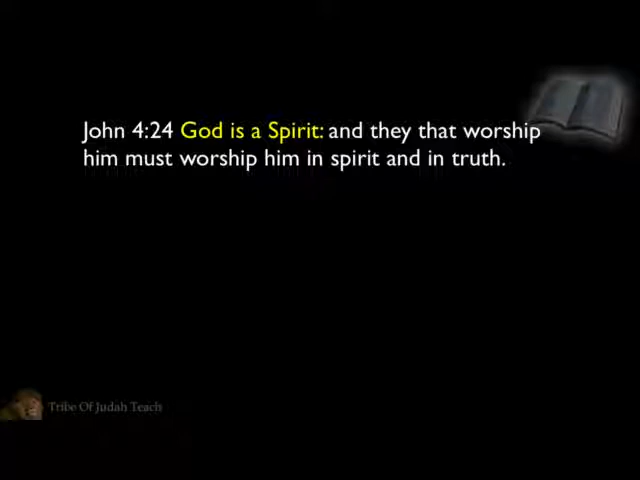 John 4:24 God is a Spirit: and they that worship
him must worship him in spirit and in truth.
Tribe Of Judah Teach